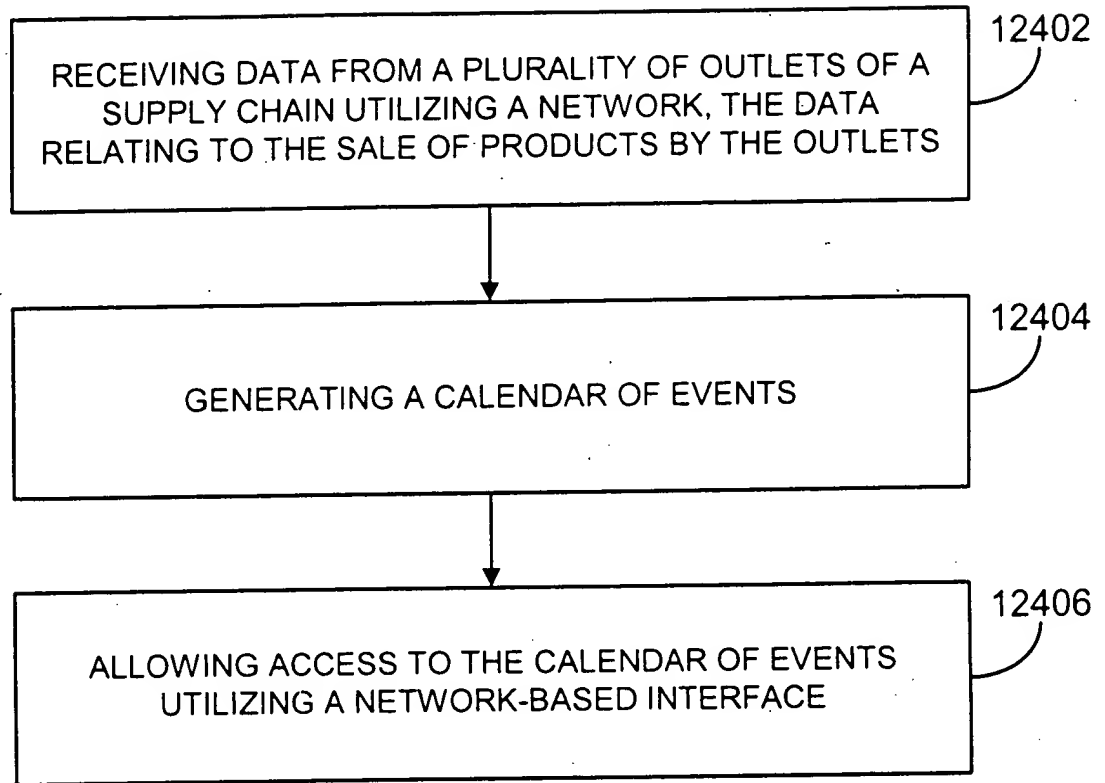 12402
RECEIVING DATA FROM A PLURALITY OF OUTLETS OF A
SUPPLY CHAIN UTILIZING A NETWORK, THE DATA
RELATING TO THE SALE OF PRODUCTS BY THE OUTLETS
12404
GENERATING A CALENDAR OF EVENTS
12406
ALLOWING ACCESS TO THE CALENDAR OF EVENTS
UTILIZING A NETWORK-BASED INTERFACE